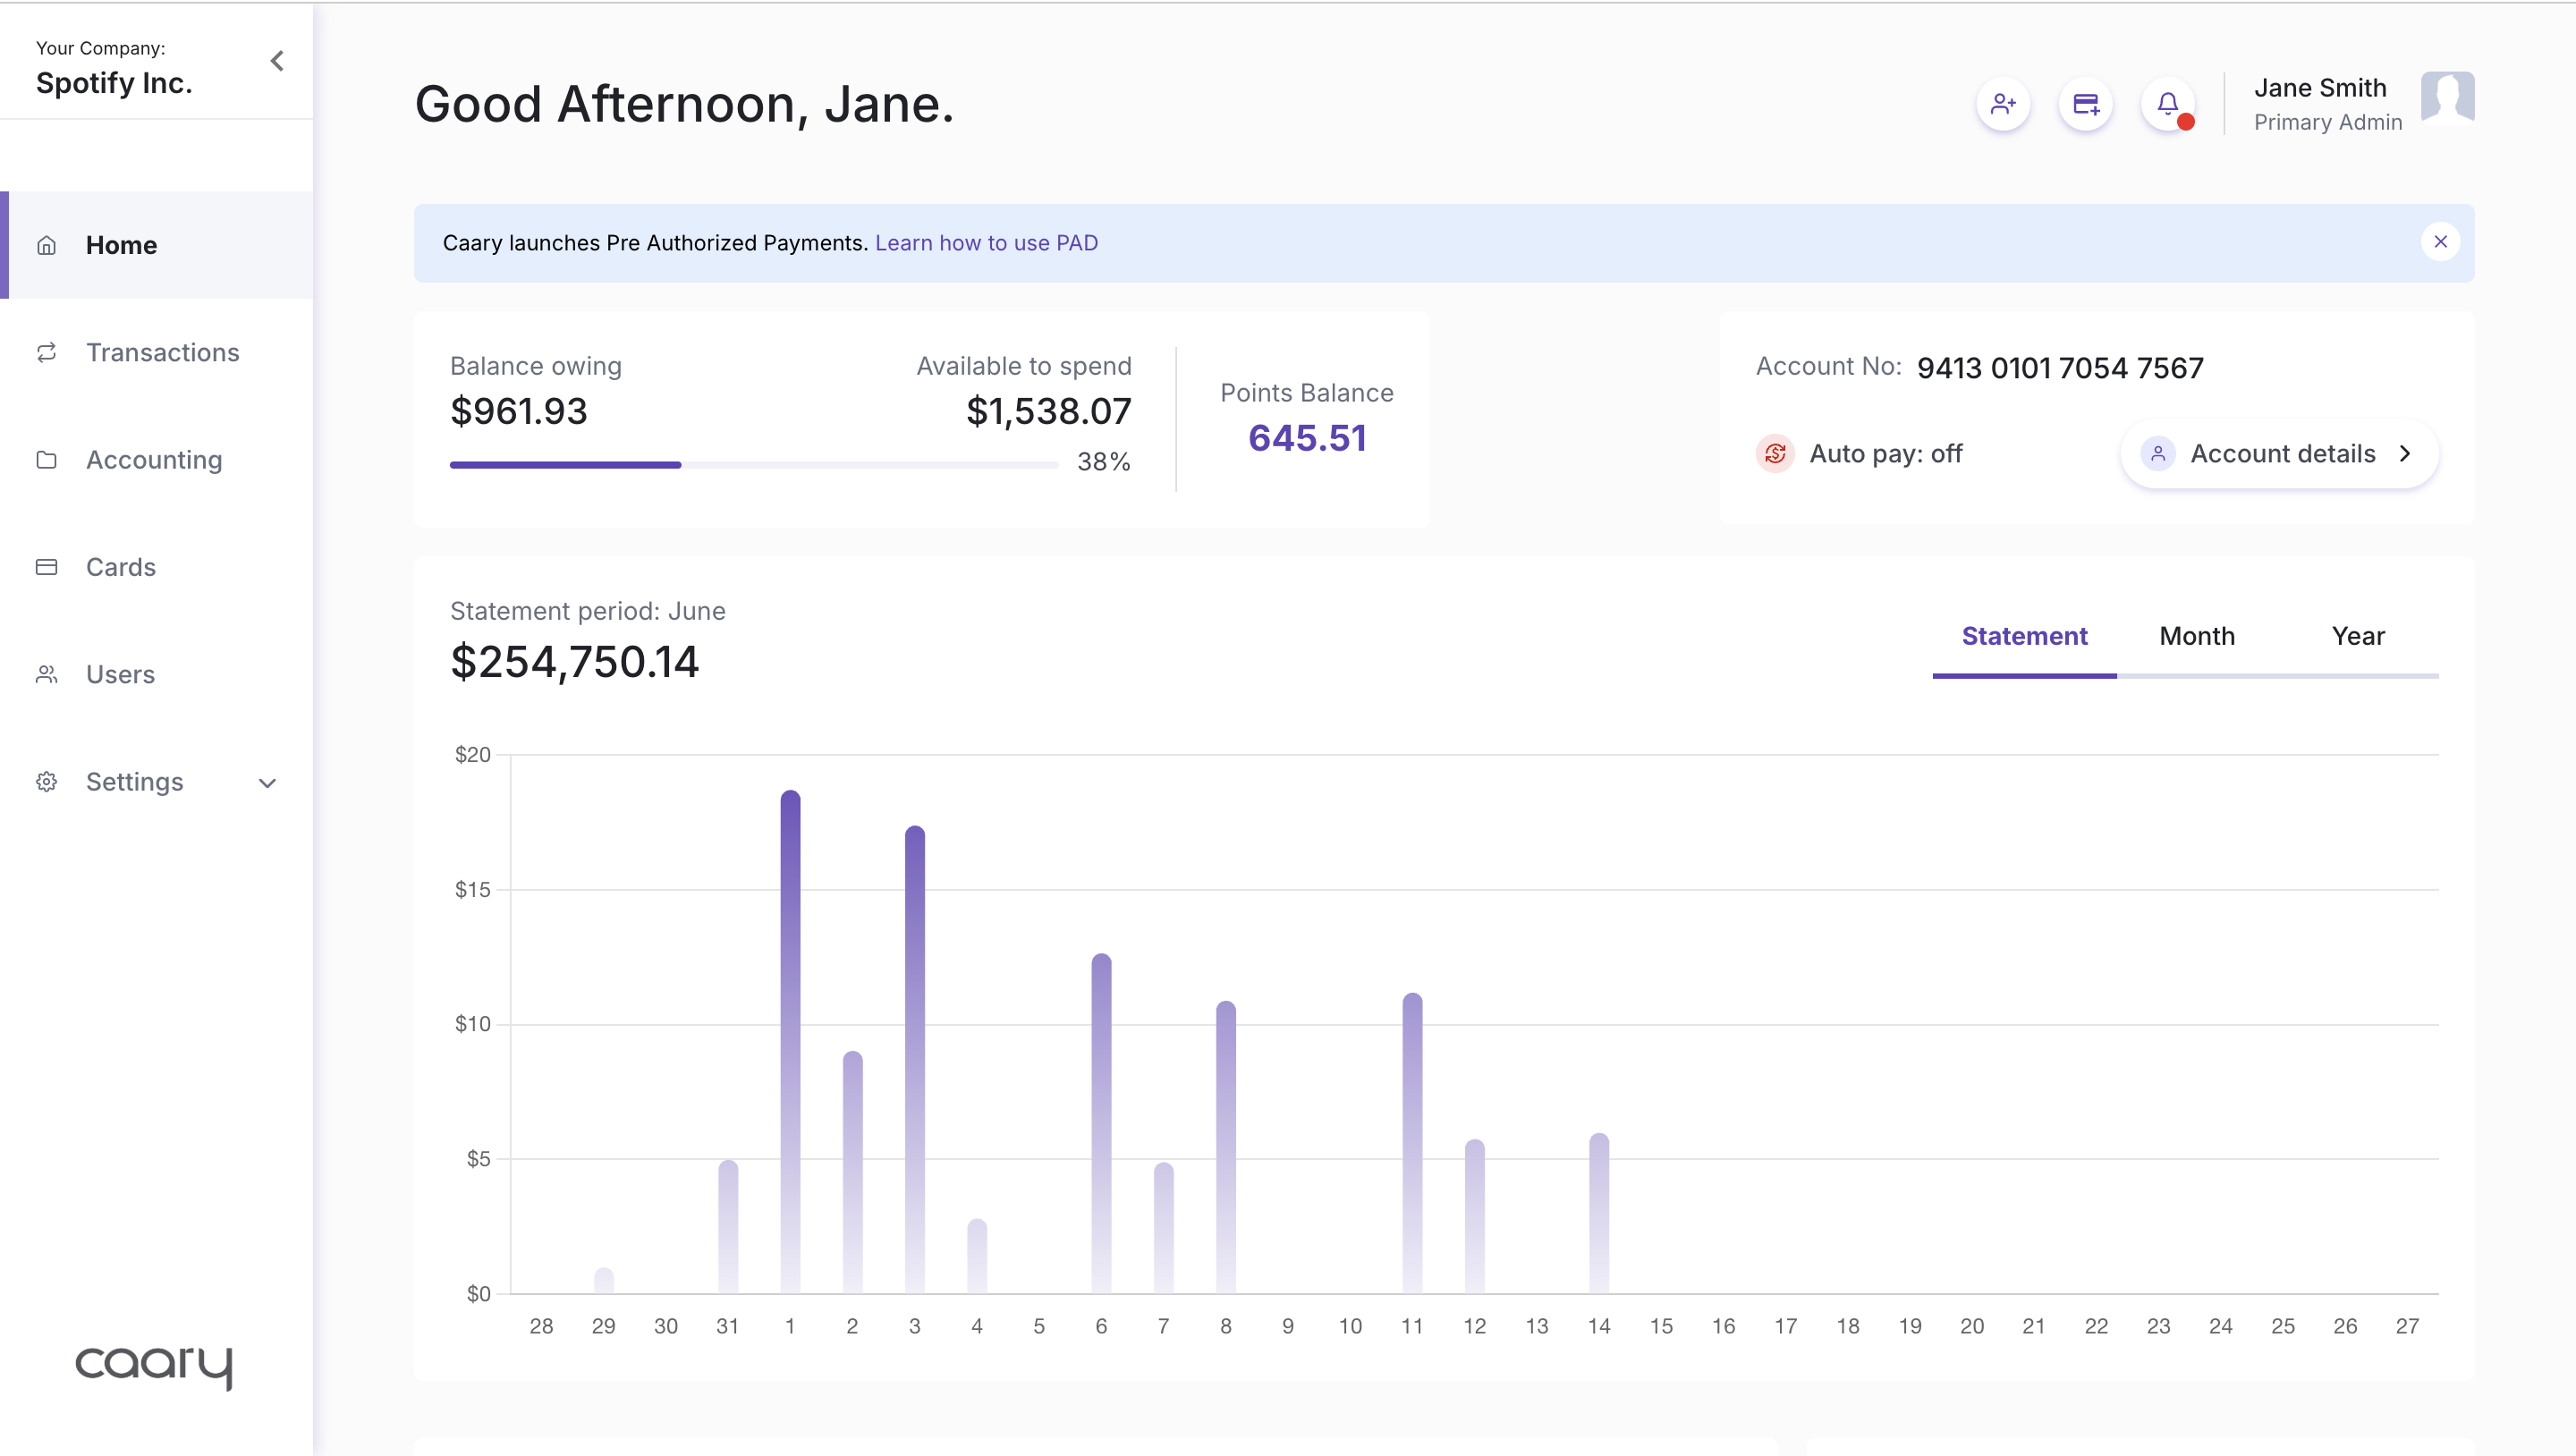 Your Company:
Spotify Inc.
Home
Transactions
Accounting
Cards
Users
Settings
caary
Good Afternoon, Jane.
Jane Smith
Primary Admin
Caary launches Pre Authorized Payments. Learn how to use PAD
Balance owing
$961.93
Available to spend
$1,538.07
38%
Points Balance
645.51
Account No: 9413 0101 7054 7567
Auto pay: off
Account details
Statement period: June
$254,750.14
Statement Month Year
$20
$15
$10
$5
$0
28 29 30 31 1 2 3 4 5 6 7 8 9 10 11 12 13 14 15 16 17 18 19 20 21 22 23 24 25 26 27